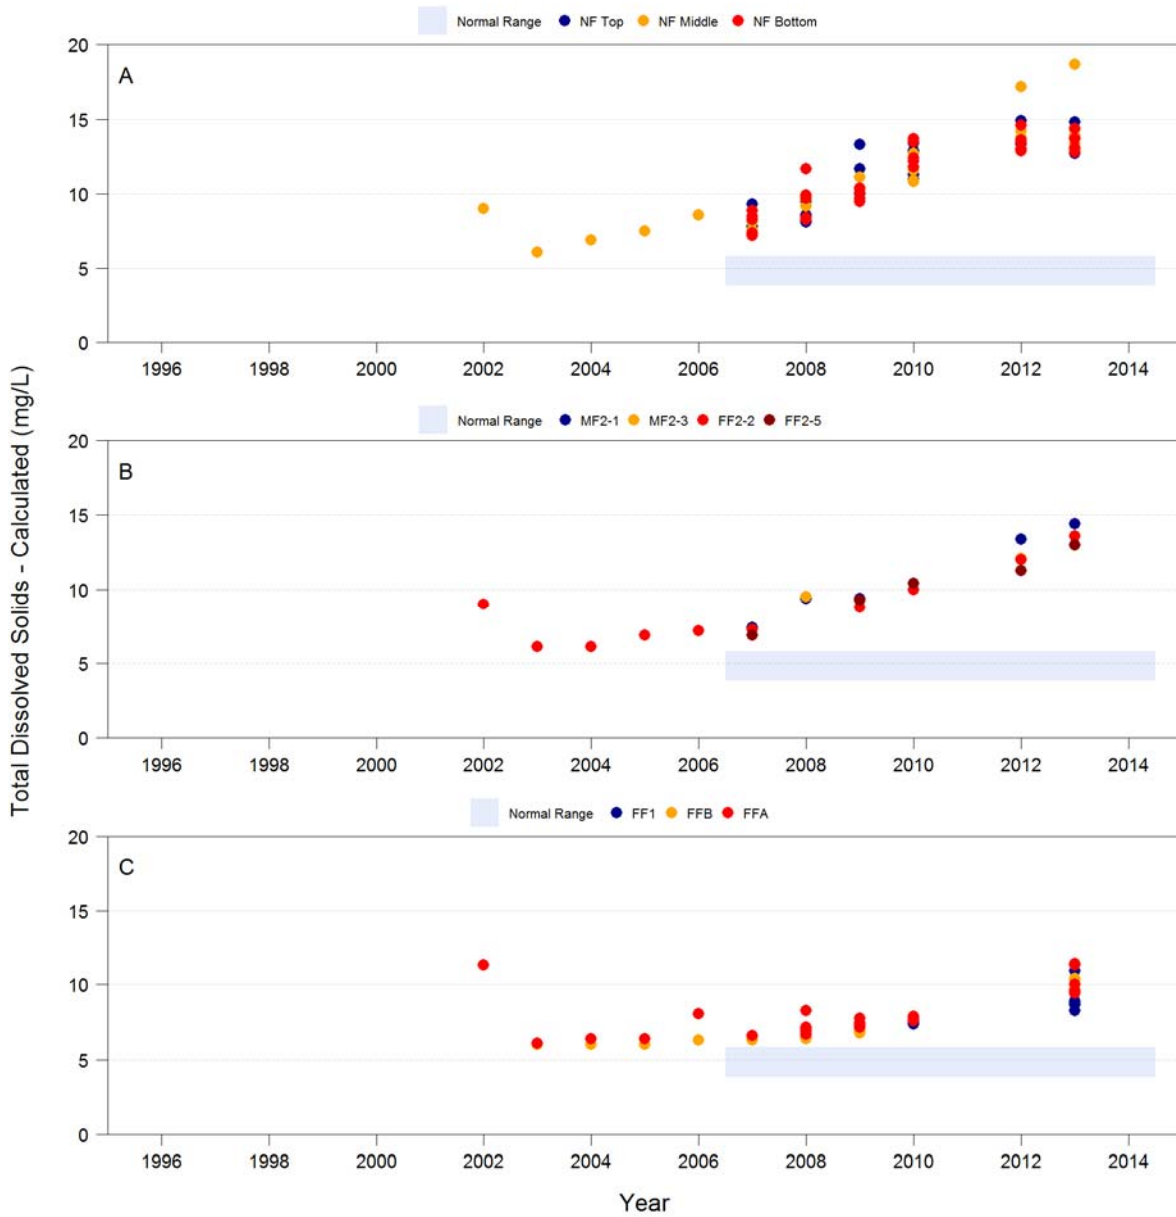 Normal Range NF Top NF Middle NF Bottom
A
20
15
10
5
0
1996 1998 2000 2002 2004 2006 2008 2010 2012 2014
Total Dissolved Solids - Calculated (mg/L)
Normal Range MF2-1 MF2-3 FF2-2 FF2-5
B
20
15
10
5
0
1996 1998 2000 2002 2004 2006 2008 2010 2012 2014
Normal Range FF1 FFB FFA
C
20
15
10
5
0
1996 1998 2000 2002 2004 2006 2008 2010 2012 2014
Year